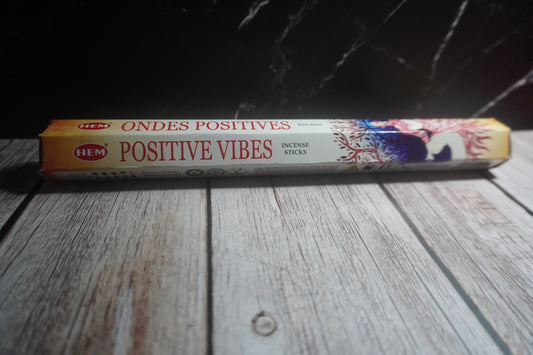 HEM ONDES POSITIVES
HEM POSITIVE VIBES INCENSE
STICKS